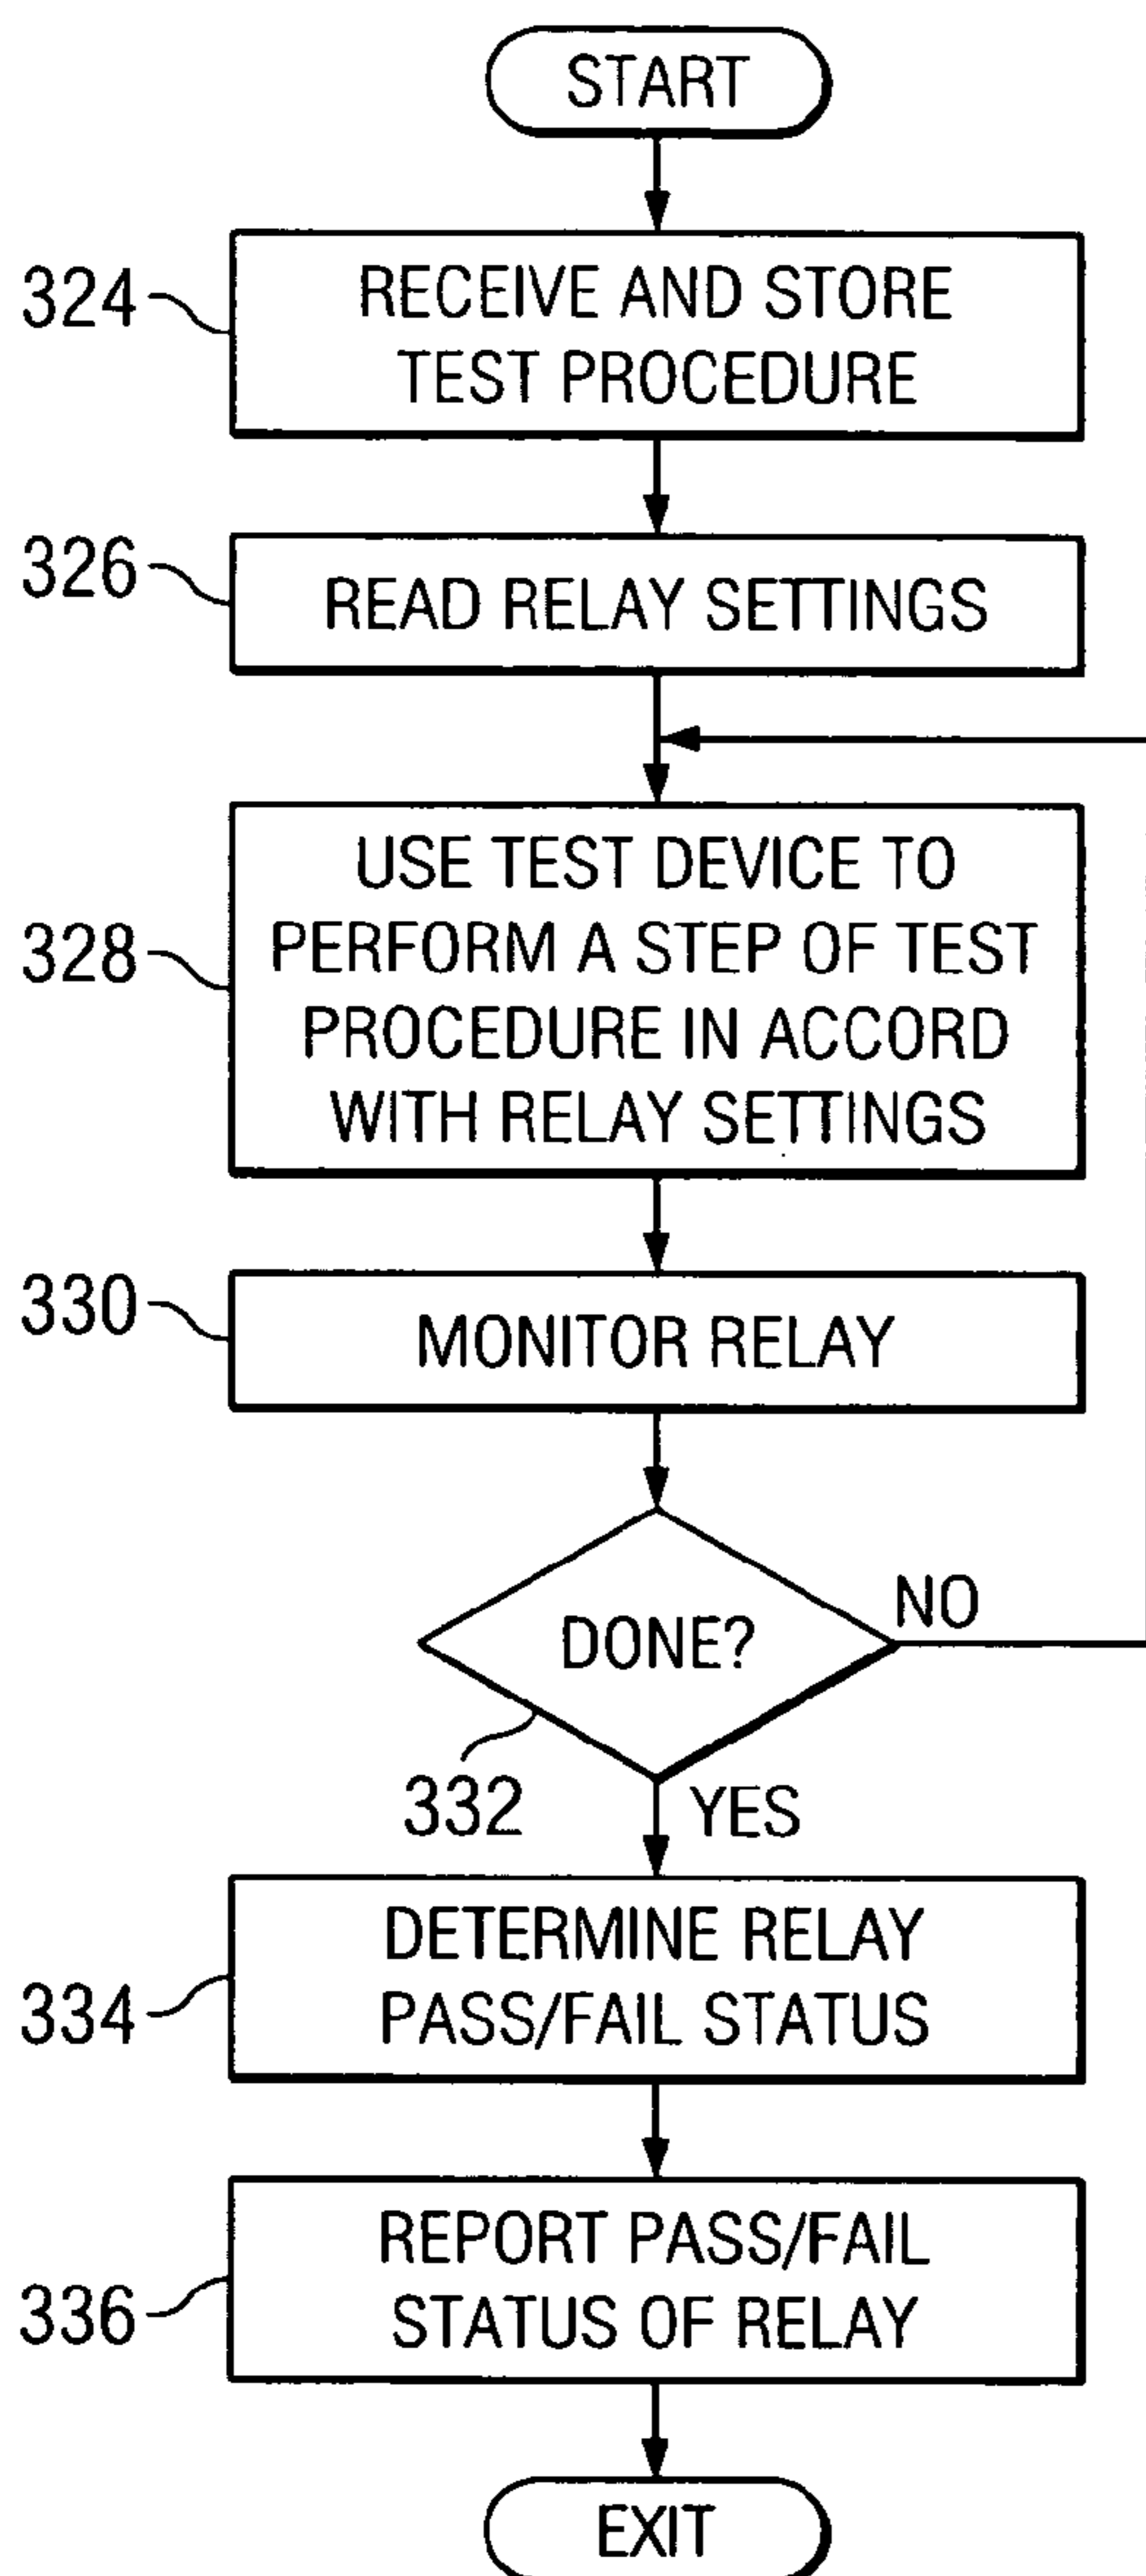 START
324
RECEIVE AND STORE
TEST PROCEDURE
326
READ RELAY SETTINGS
328
USE TEST DEVICE TO
PERFORM A STEP OF TEST
PROCEDURE IN ACCORD
WITH RELAY SETTINGS
330
MONITOR RELAY
DONE?
NO
332
YES
334
DETERMINE RELAY
PASS/FAIL STATUS
336
REPORT PASS/FAIL
STATUS OF RELAY
EXIT